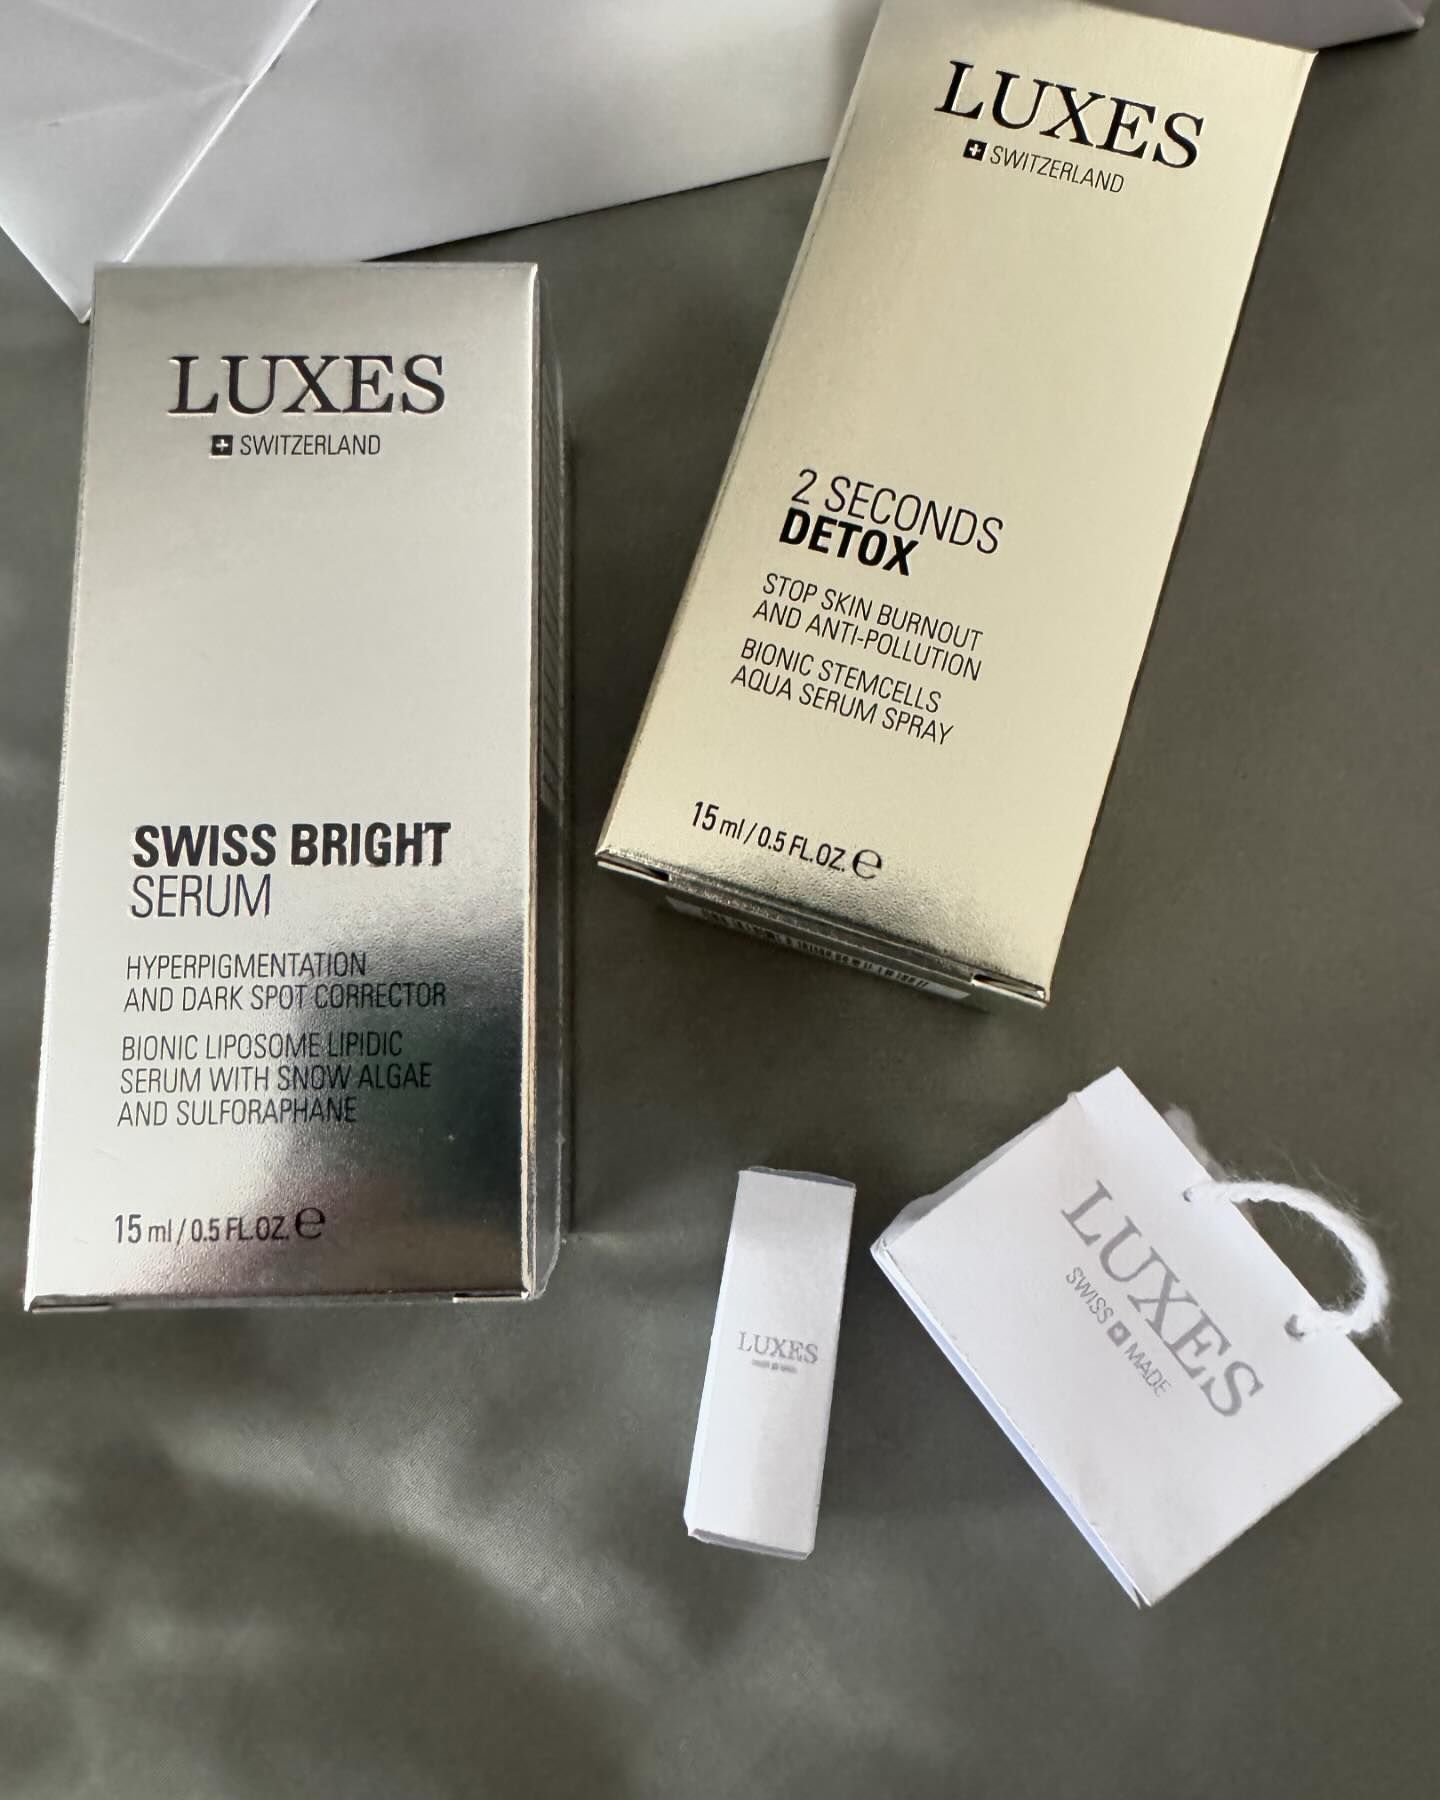 LUXES
SWITZERLAND
SWISS BRIGHT
SERUM
HYPERPIGMENTATION
AND DARK SPOT CORRECTOR
BIONIC LIPOSOME LIPIDIC
SERUM WITH SNOW ALGAE
AND SULFORAPHANE
15 ml / 0.5 FL.OZ. ℮
LUXES
SWITZERLAND
2 SECONDS
DETOX
STOP SKIN BURNOUT
AND ANTI-POLLUTION
BIONIC STEMCELLS
AQUA SERUM SPRAY
15 ml / 0.5 FL.OZ. ℮
LUXES
LUXES
SWISS MADE